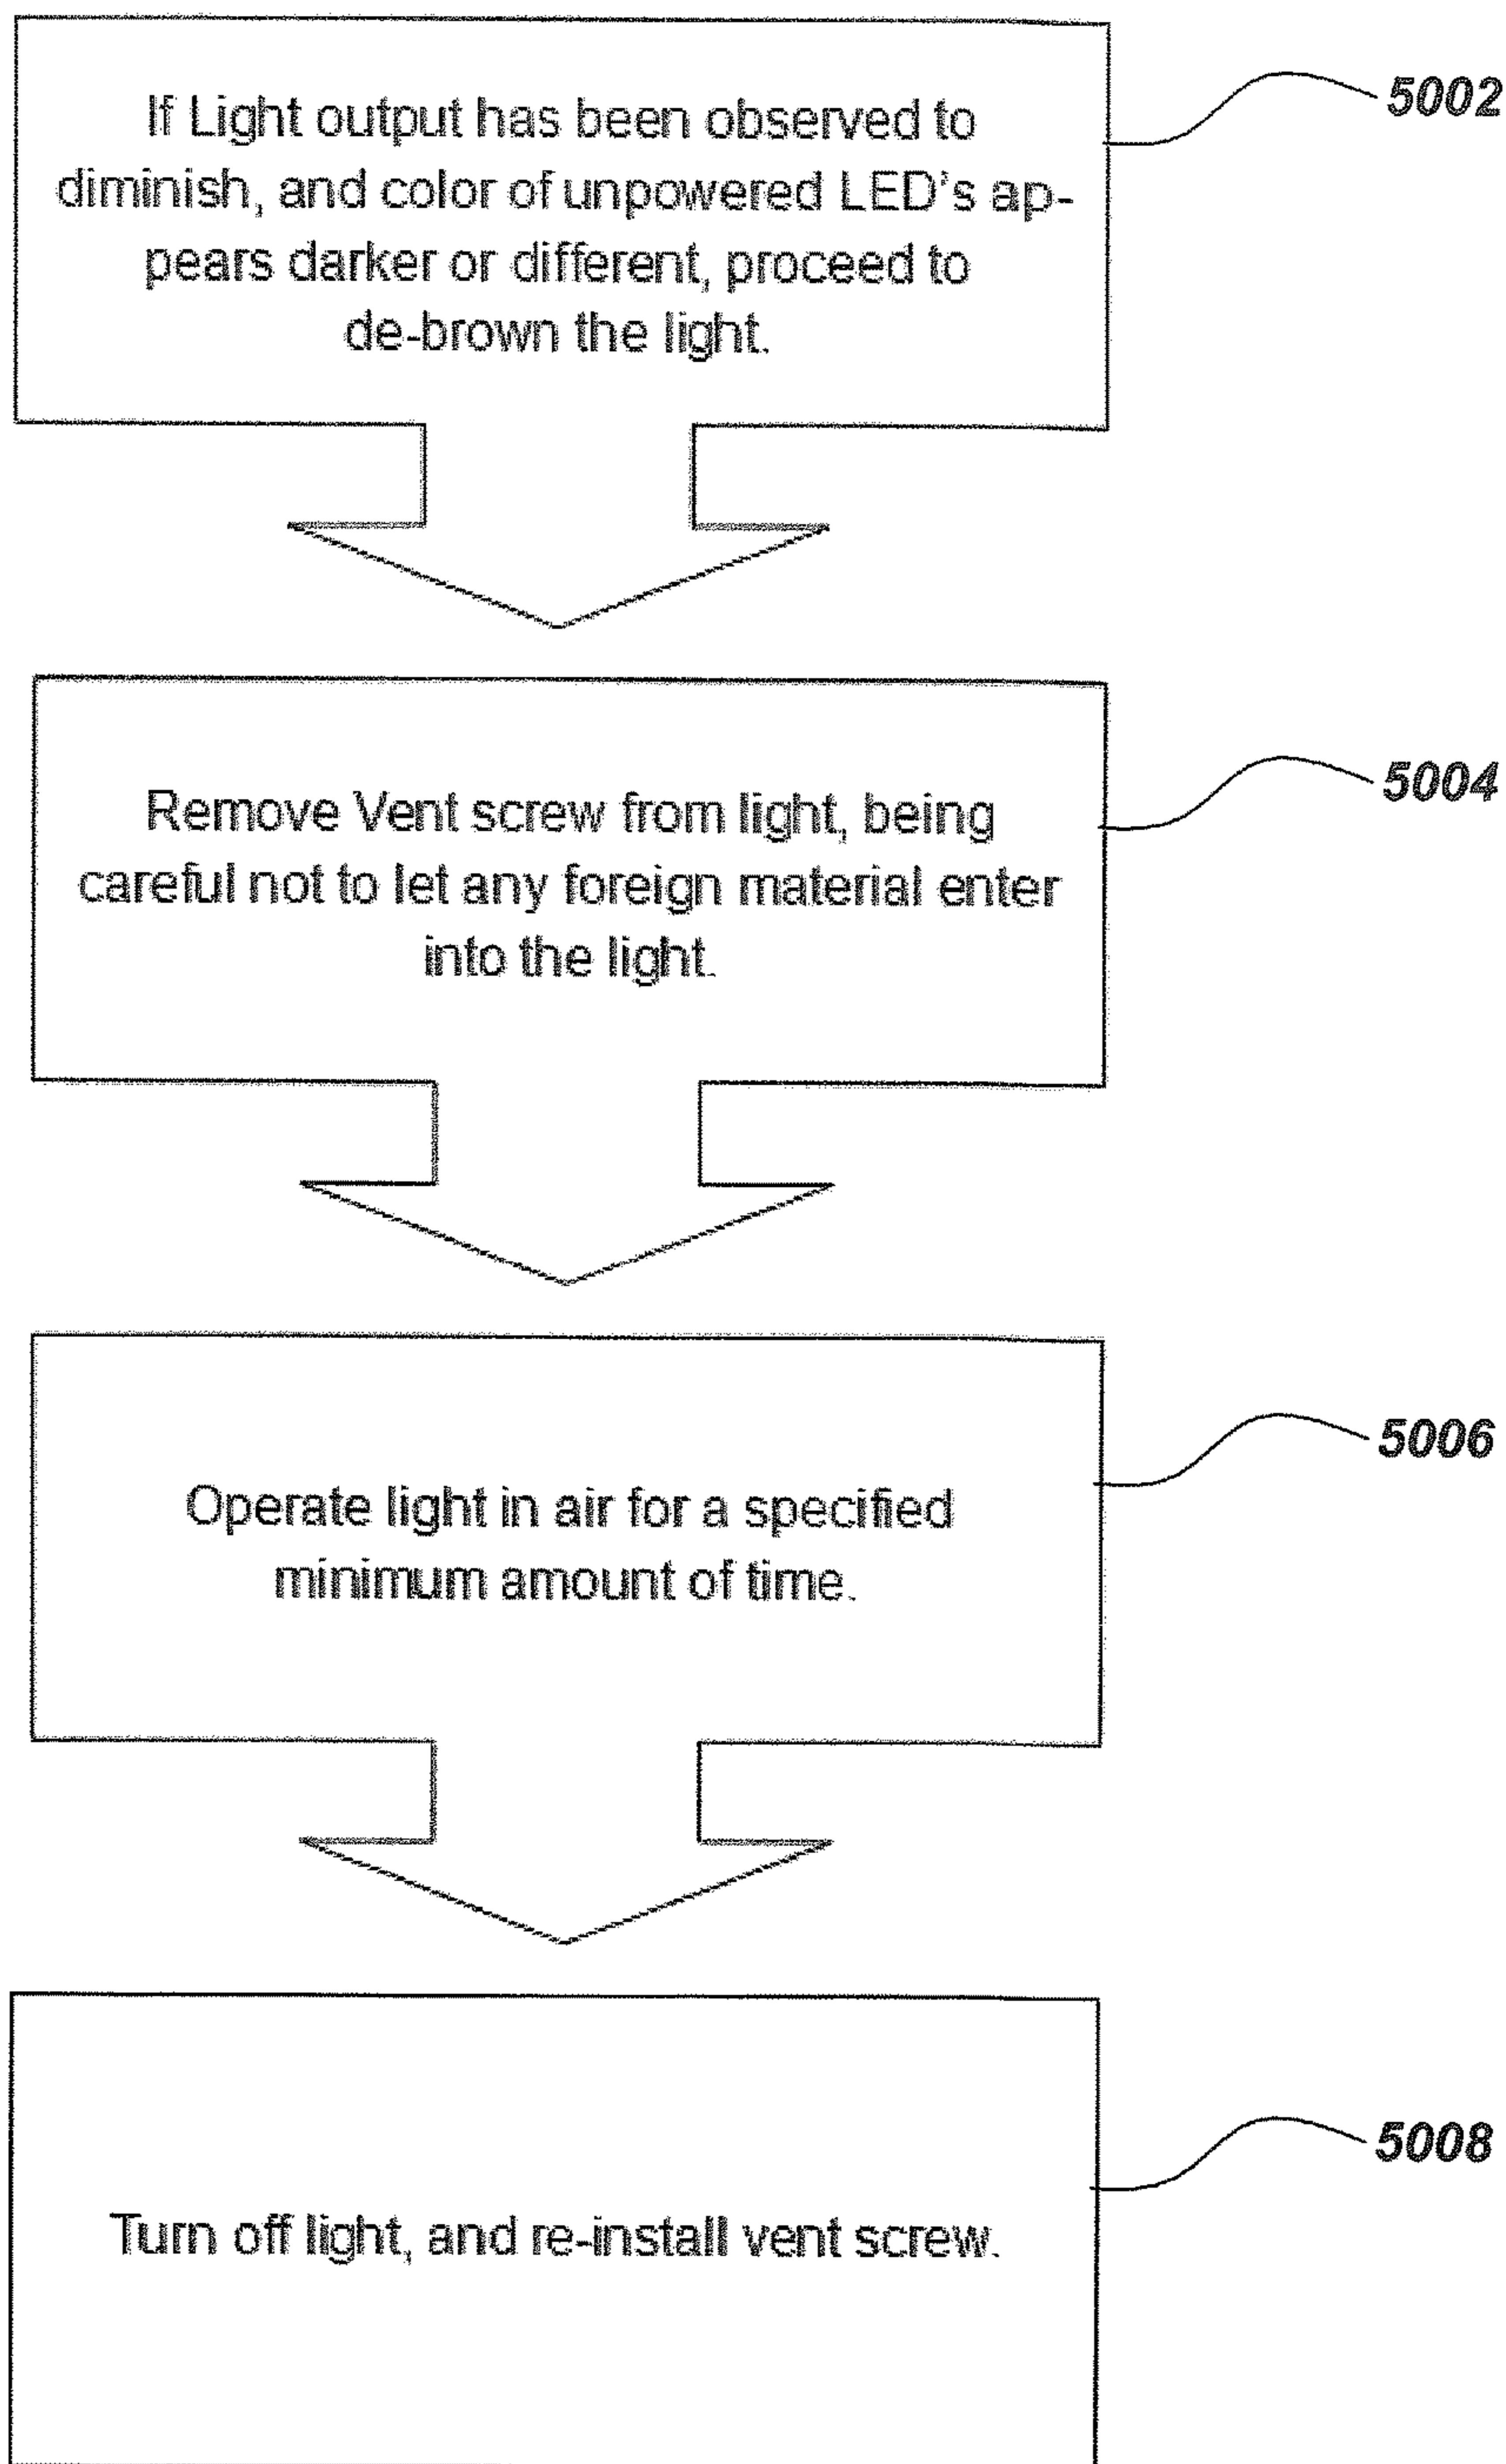 If Light output has been observed to
diminish, and color of unpowered LED's ap-
pears darker or different, proceed to
de-brown the light.
5002
Remove Vent screw from light, being
careful not to let any foreign material enter
into the light.
5004
Operate light in air for a specified
minimum amount of time.
5006
Turn off light, and re-install vent screw.
5008